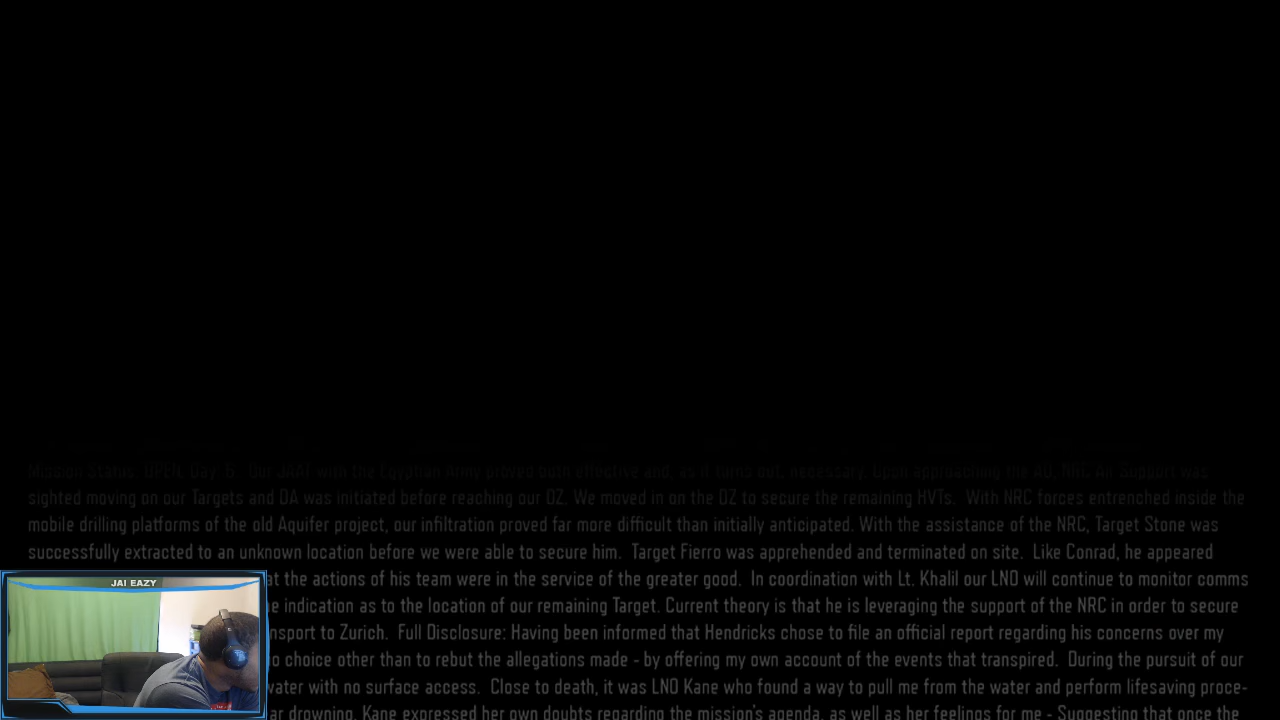 Mission Status: OPEN. Day: 6. Our JAAT with the Egyptian Army proved both effective and, as it turns out, necessary. Upon approaching the AO, NRC Air Support was
sighted moving on our Targets and DA was initiated before reaching our DZ. We moved in on the DZ to secure the remaining HVTs. With NRC forces entrenched inside the
mobile drilling platforms of the old Aquifer project, our infiltration proved far more difficult than initially anticipated. With the assistance of the NRC, Target Stone was
successfully extracted to an unknown location before we were able to secure him. Target Fierro was apprehended and terminated on site. Like Conrad, he appeared
at the actions of his team were in the service of the greater good. In coordination with Lt. Khalil our LNO will continue to monitor comms
e indication as to the location of our remaining Target. Current theory is that he is leveraging the support of the NRC in order to secure
nsport to Zurich. Full Disclosure: Having been informed that Hendricks chose to file an official report regarding his concerns over my
o choice other than to rebut the allegations made - by offering my own account of the events that transpired. During the pursuit of our
vater with no surface access. Close to death, it was LNO Kane who found a way to pull me from the water and perform lifesaving proce-
ar drowning, Kane expressed her own doubts regarding the mission's agenda, as well as her feelings for me - Suggesting that once the
JAI EAZY